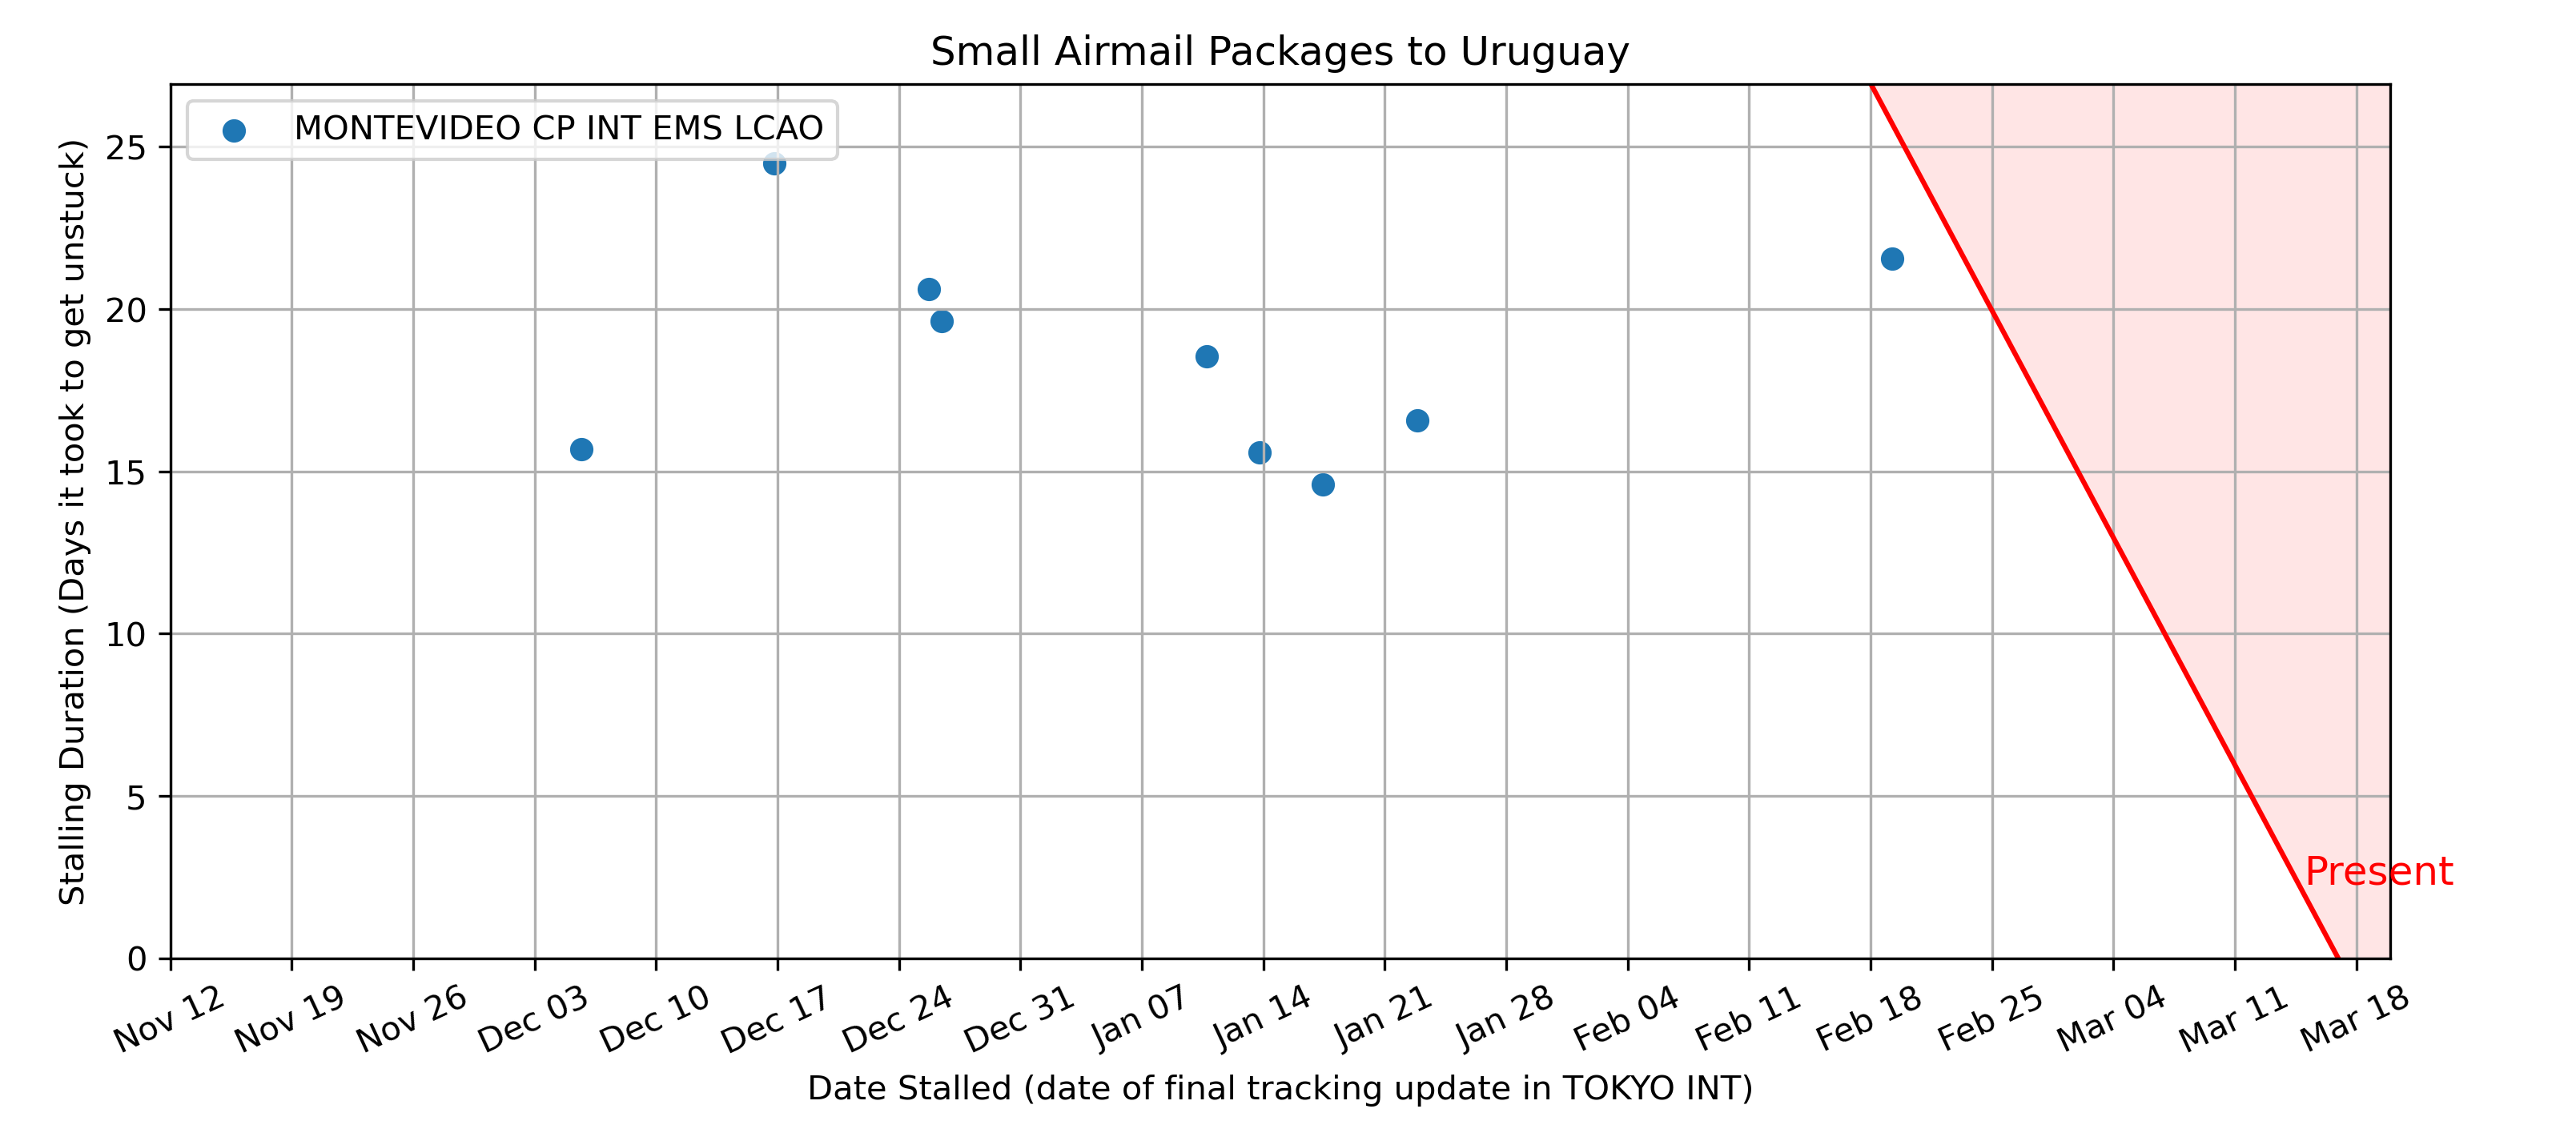 Small Airmail Packages to Uruguay
MONTEVIDEO CP INT EMS LCAO
Stalling Duration (Days it took to get unstuck)
25
20
15
10
5
0
Present
Nov 12
Nov 19
Nov 26
Dec 03
Dec 10
Dec 17
Dec 24
Dec 31
Jan 07
Jan 14
Jan 21
Jan 28
Feb 04
Feb 11
Feb 18
Feb 25
Mar 04
Mar 11
Mar 18
Date Stalled (date of final tracking update in TOKYO INT)